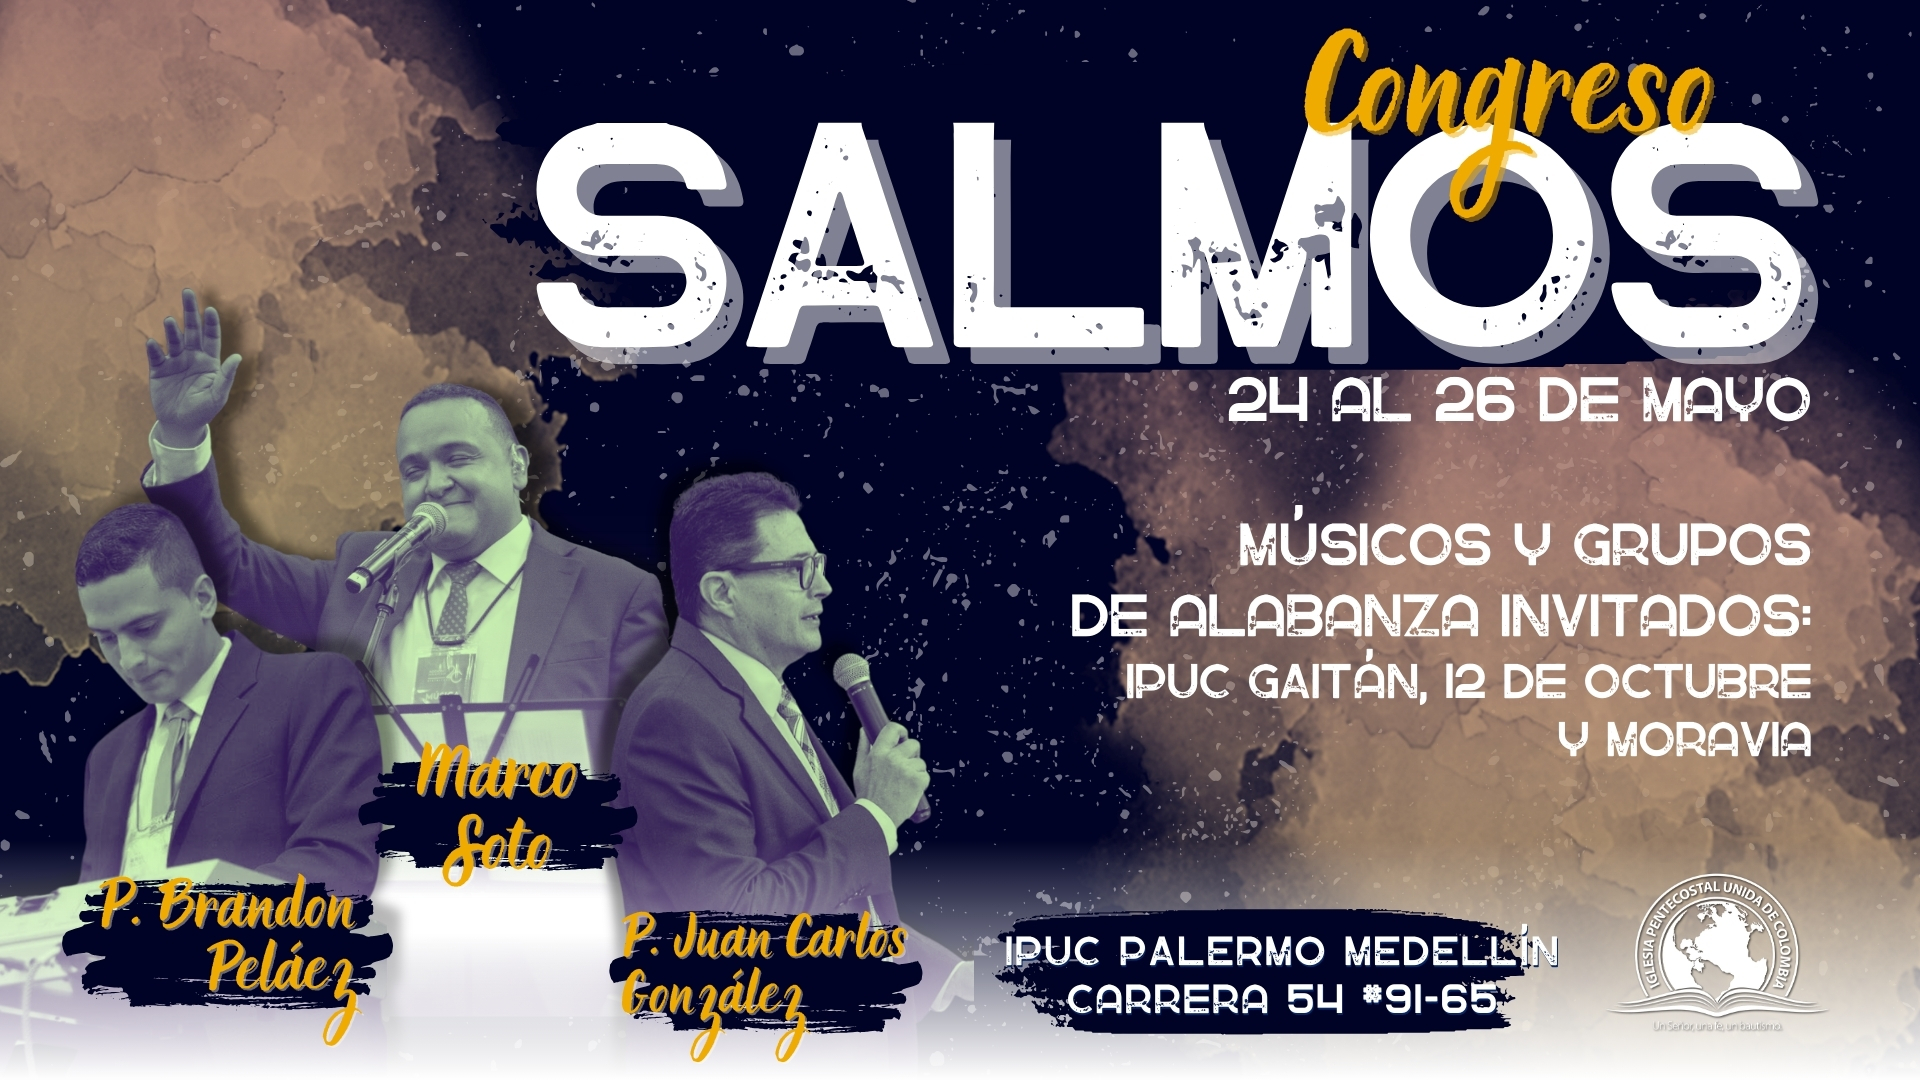 Congreso
SALMOS
24 AL 26 DE MAYO
MÚSICOS Y GRUPOS
DE ALABANZA INVITADOS:
IPUC GAITÁN, 12 DE OCTUBRE
Y MORAVIA
Marco
Soto
P. Brandon
Peláez
P. Juan Carlos
González
IPUC PALERMO MEDELLÍN
CARRERA 54 #91-65
IGLESIA PENTECOSTAL UNIDA DE COLOMBIA
Un Señor, una fe, un bautismo.